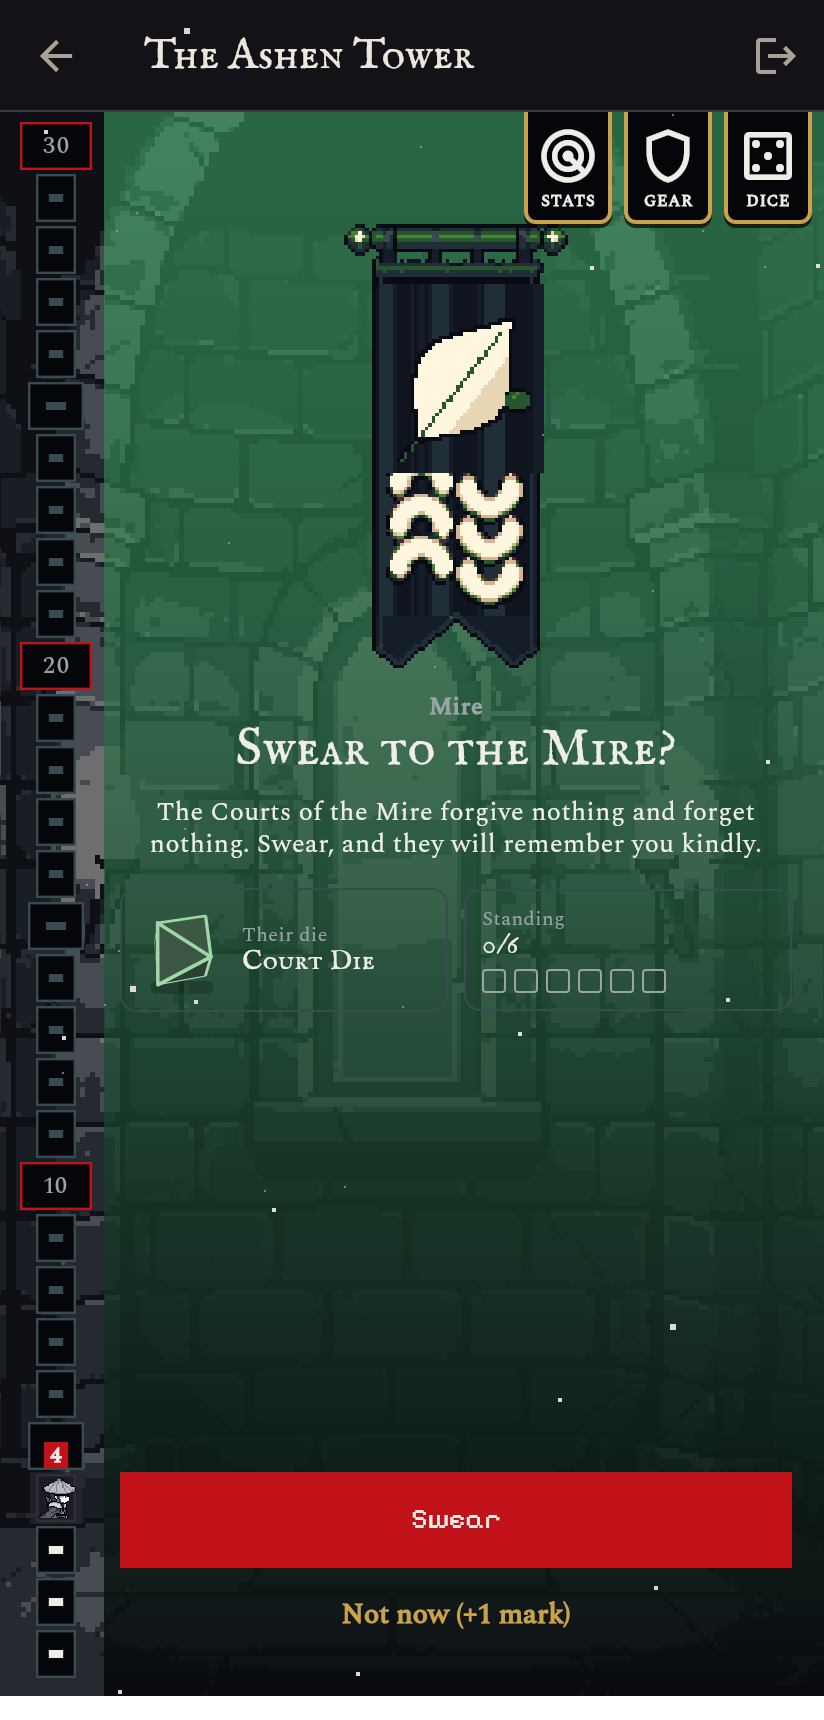 The Ashen Tower
STATS
GEAR
DICE
30
20
10
4
Mire
Swear to the Mire?
The Courts of the Mire forgive nothing and forget
nothing. Swear, and they will remember you kindly.
Their die
Court Die
Standing
0/6
Swear
Not now (+1 mark)